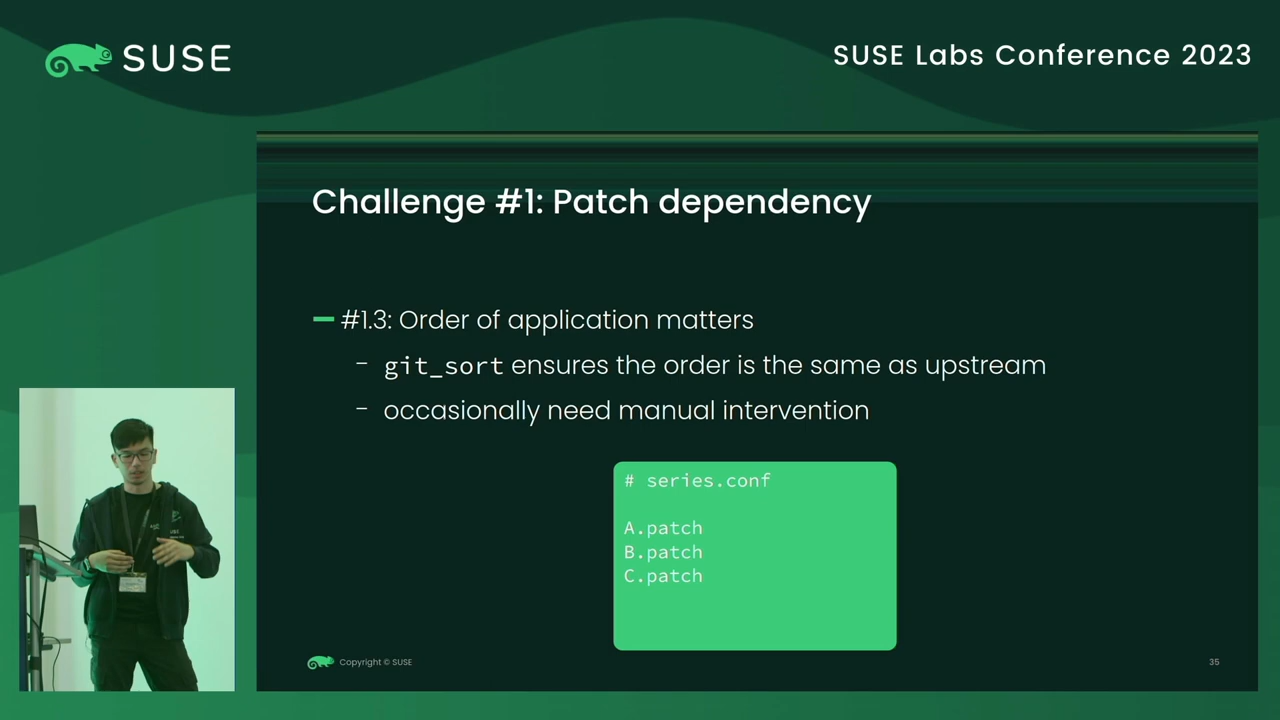 SUSE
SUSE Labs Conference 2023
Challenge #1: Patch dependency
#1.3: Order of application matters
- git_sort ensures the order is the same as upstream
- occasionally need manual intervention
# series.conf
A.patch
B.patch
C.patch
Copyright © SUSE
35